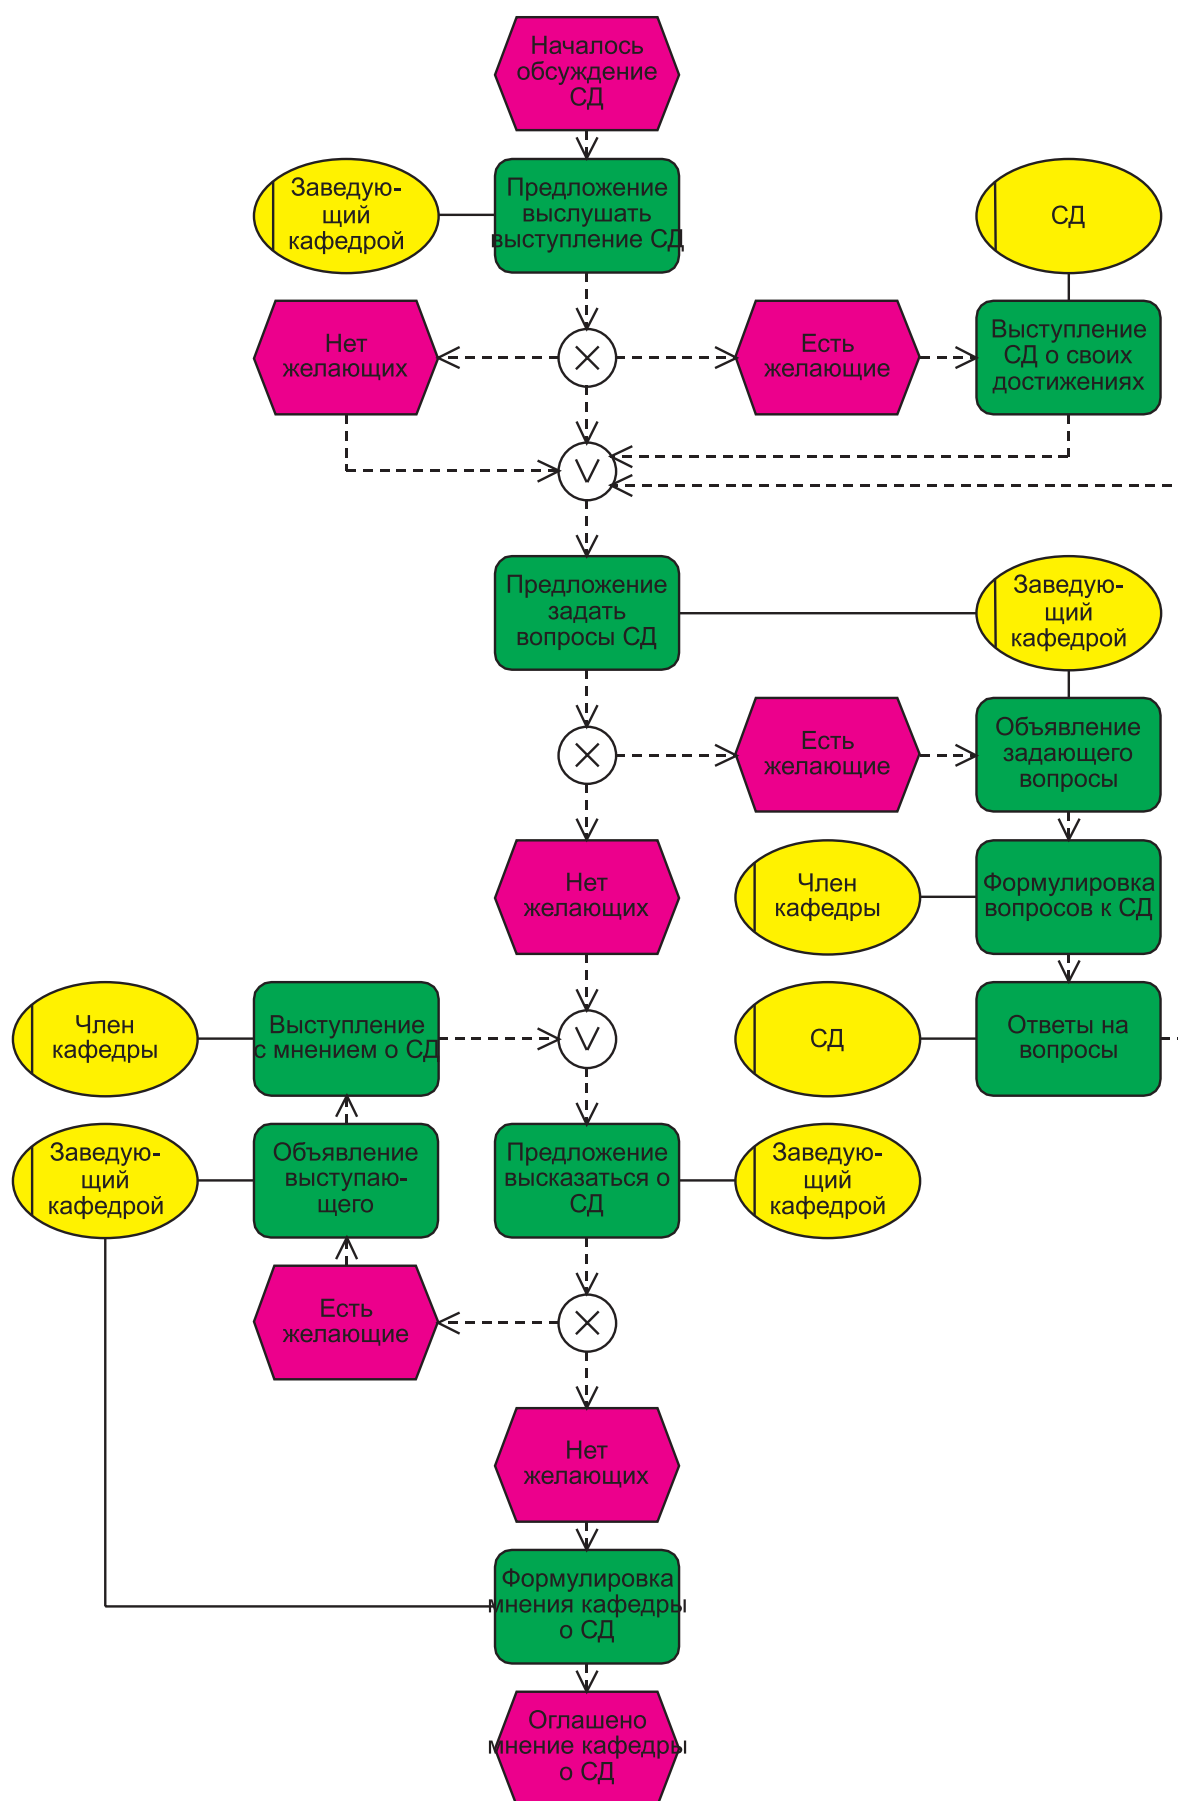 Началось
обсуждение
СД
Заведую-
щий
кафедрой
Предложение
выслушать
выступление СД
СД
Нет
желающих
Есть
желающие
Выступление
СД о своих
достижениях
Предложение
задать
вопросы СД
Заведую-
щий
кафедрой
Есть
желающие
Объявление
задающего
вопросы
Нет
желающих
Член
кафедры
Формулировка
вопросов к СД
Член
кафедры
Выступление
с мнением о СД
СД
Ответы на
вопросы
Заведую-
щий
кафедрой
Объявление
выступаю-
щего
Предложение
высказаться о
СД
Заведую-
щий
кафедрой
Есть
желающие
Нет
желающих
Формулировка
мнения кафедры
о СД
Оглашено
мнение кафедры
о СД